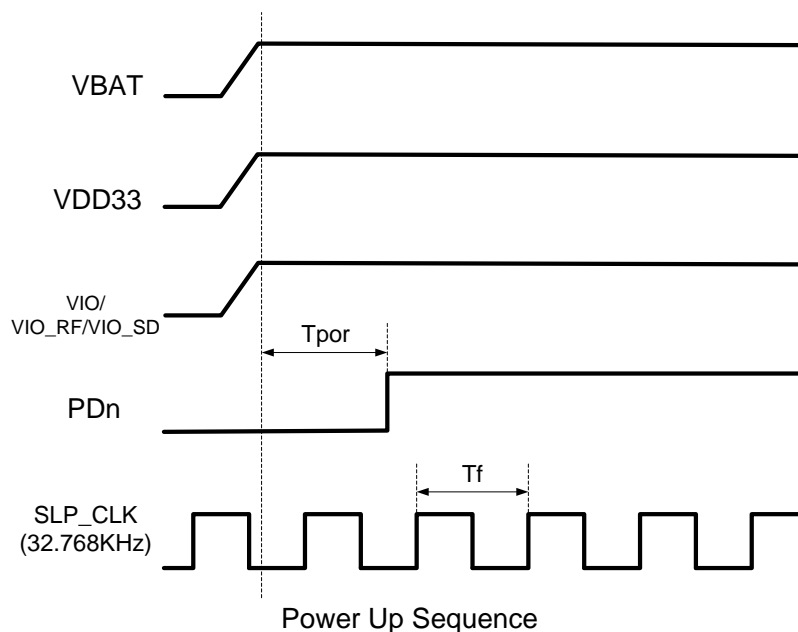 VBAT
VDD33
VIO/
VIO_RF/VIO_SD
Tpor
PDn
Tf
SLP_CLK
(32.768KHz)
Power Up Sequence